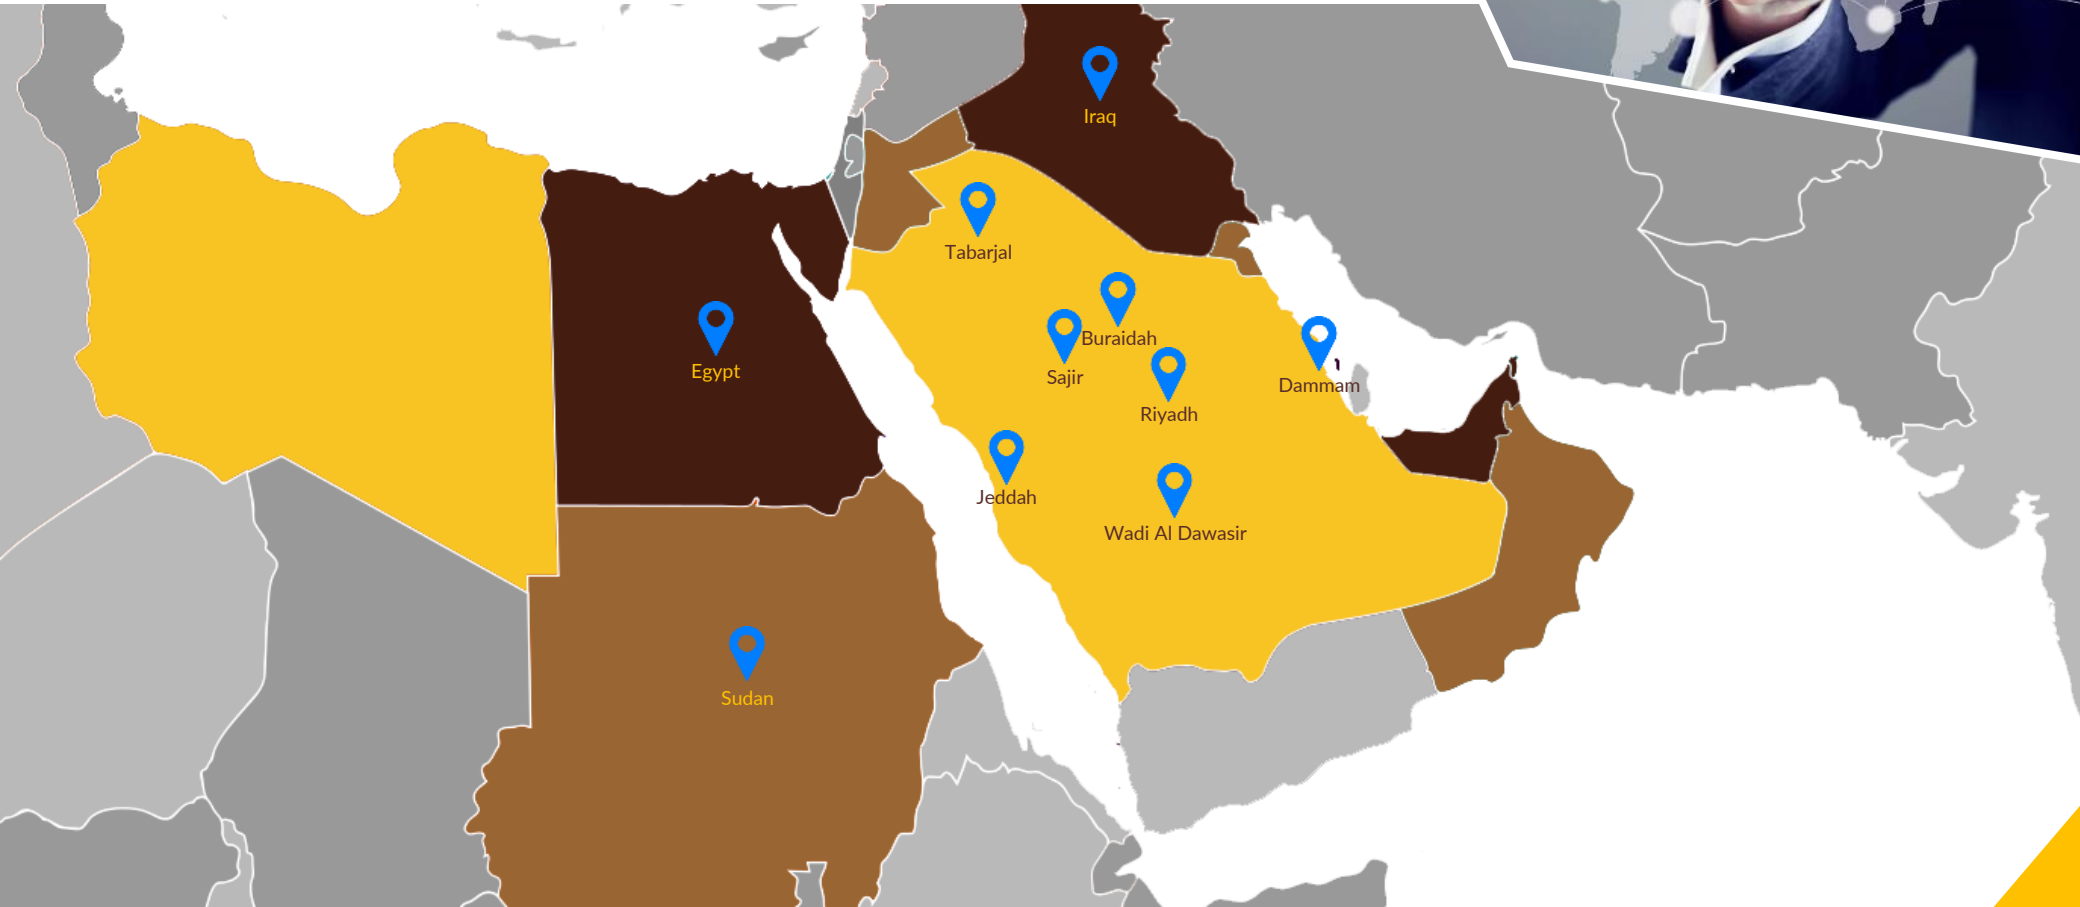 Iraq
Tabarjal
Buraidah
Egypt
Sajir
Dammam
Riyadh
Jeddah
Wadi Al Dawasir
Sudan